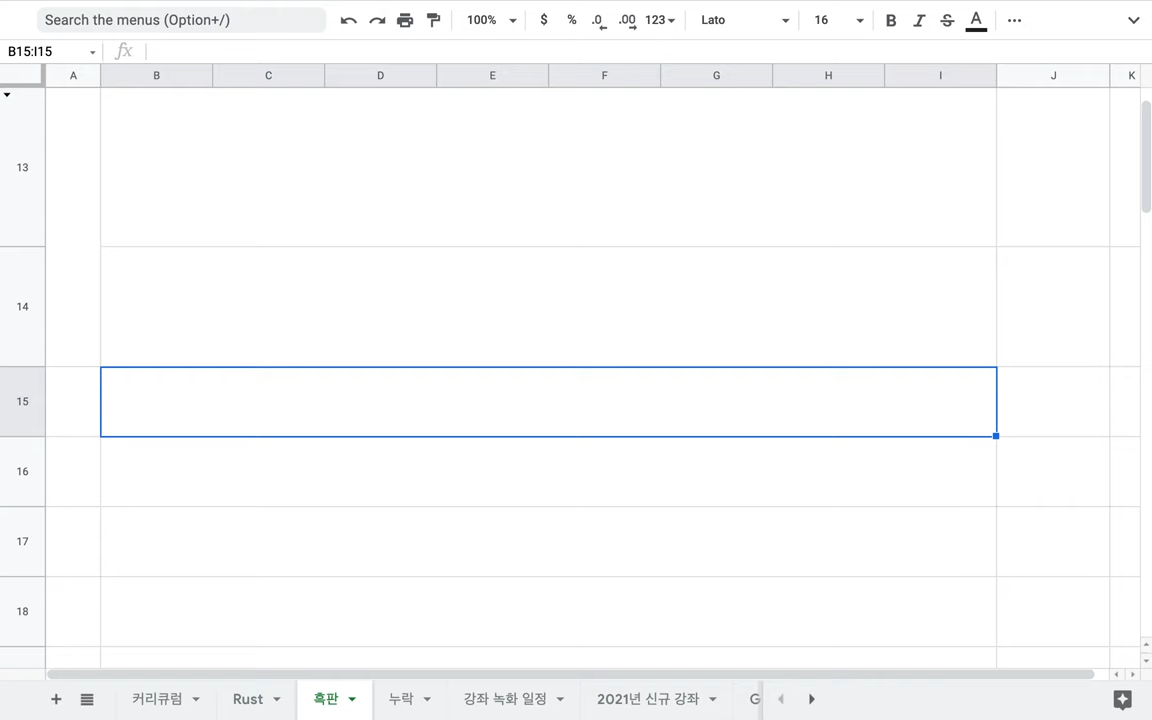 Search the menus (Option+/) 100% $ % .0 .00 123 Lato 16 B I S A
B15:I15 fx
A B C D E F G H I J K
13
14
15
16
17
18
+ 커리큘럼 Rust 흑판 누락 강좌 녹화 일정 2021년 신규 강좌 G